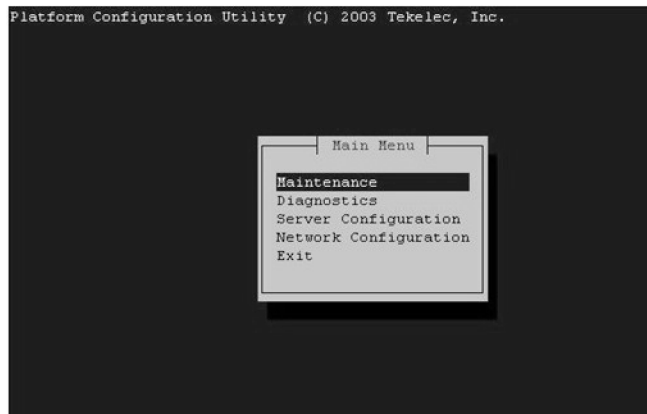 Platform Configuration Utility (C) 2003 Tekelec, Inc.
Main Menu
Maintenance
Diagnostics
Server Configuration
Network Configuration
Exit